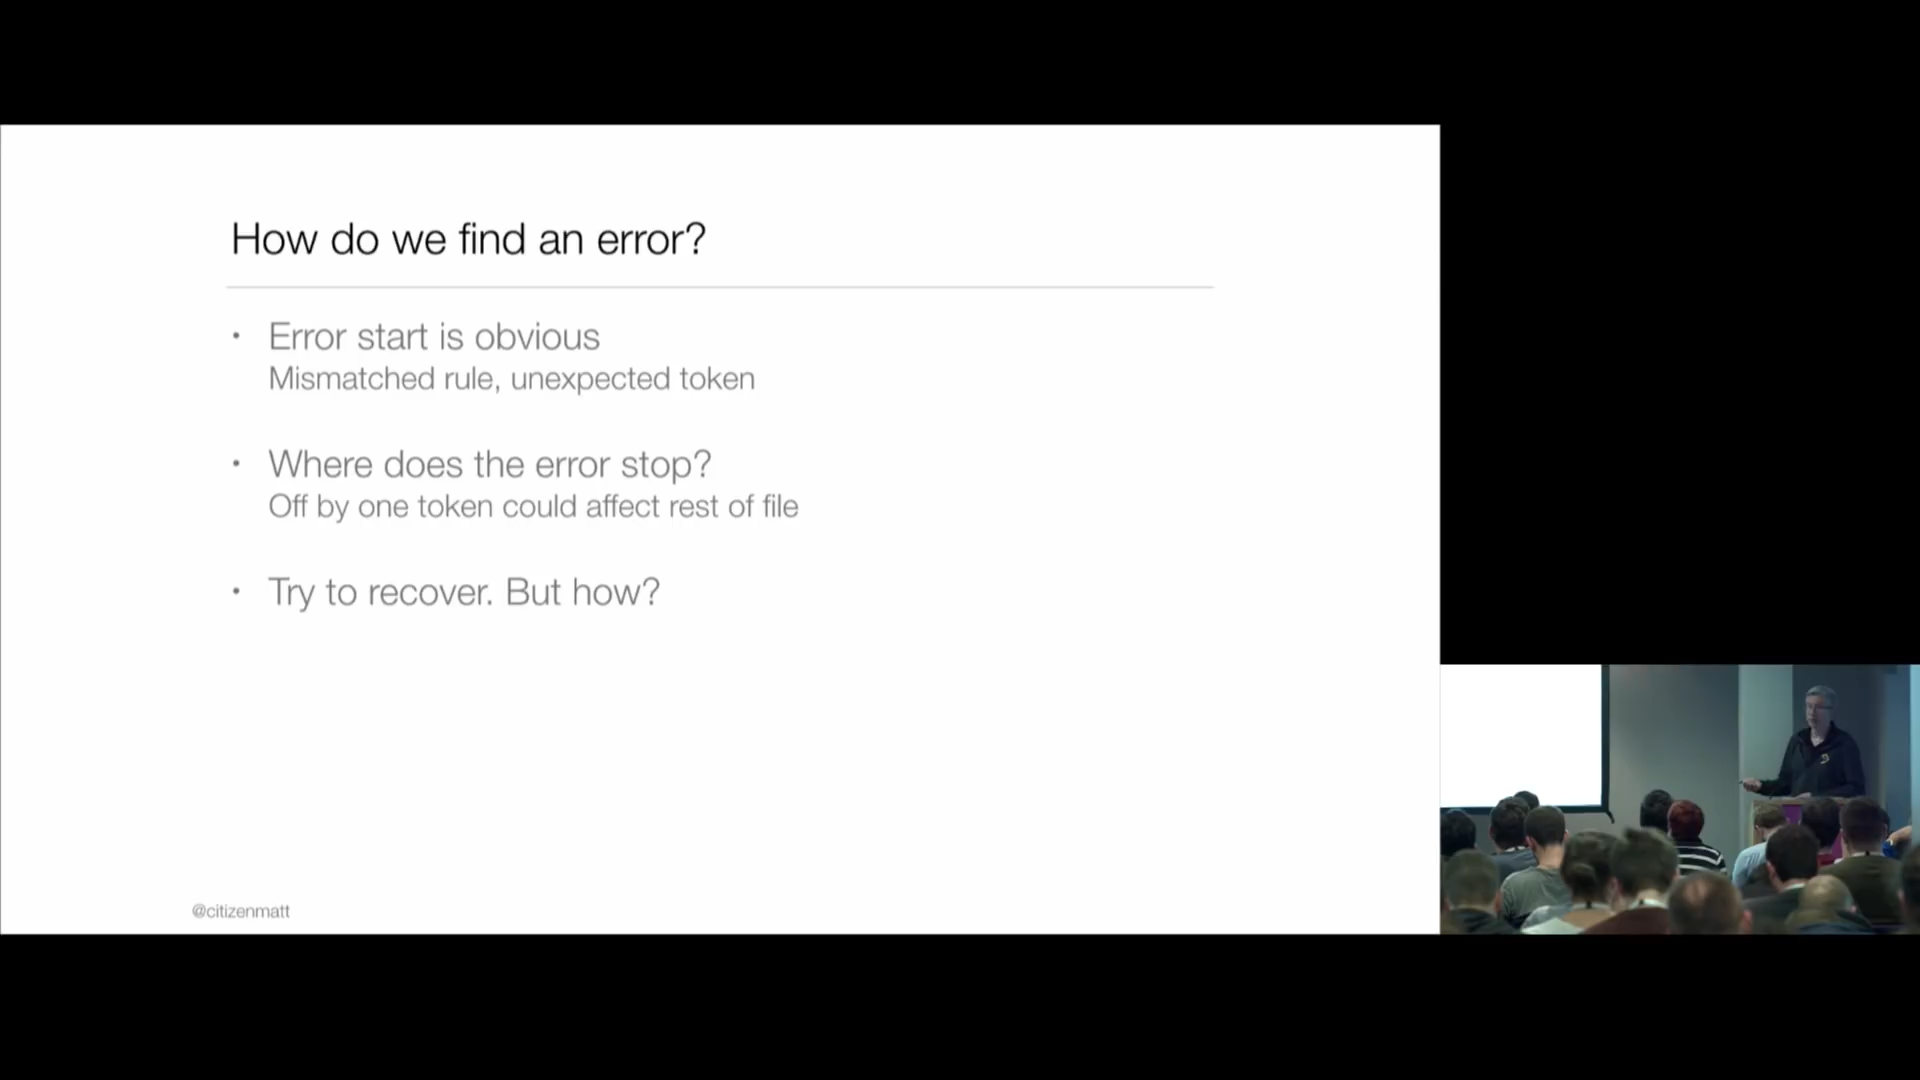 How do we find an error?
• Error start is obvious
Mismatched rule, unexpected token
• Where does the error stop?
Off by one token could affect rest of file
• Try to recover. But how?
@citizenmatt